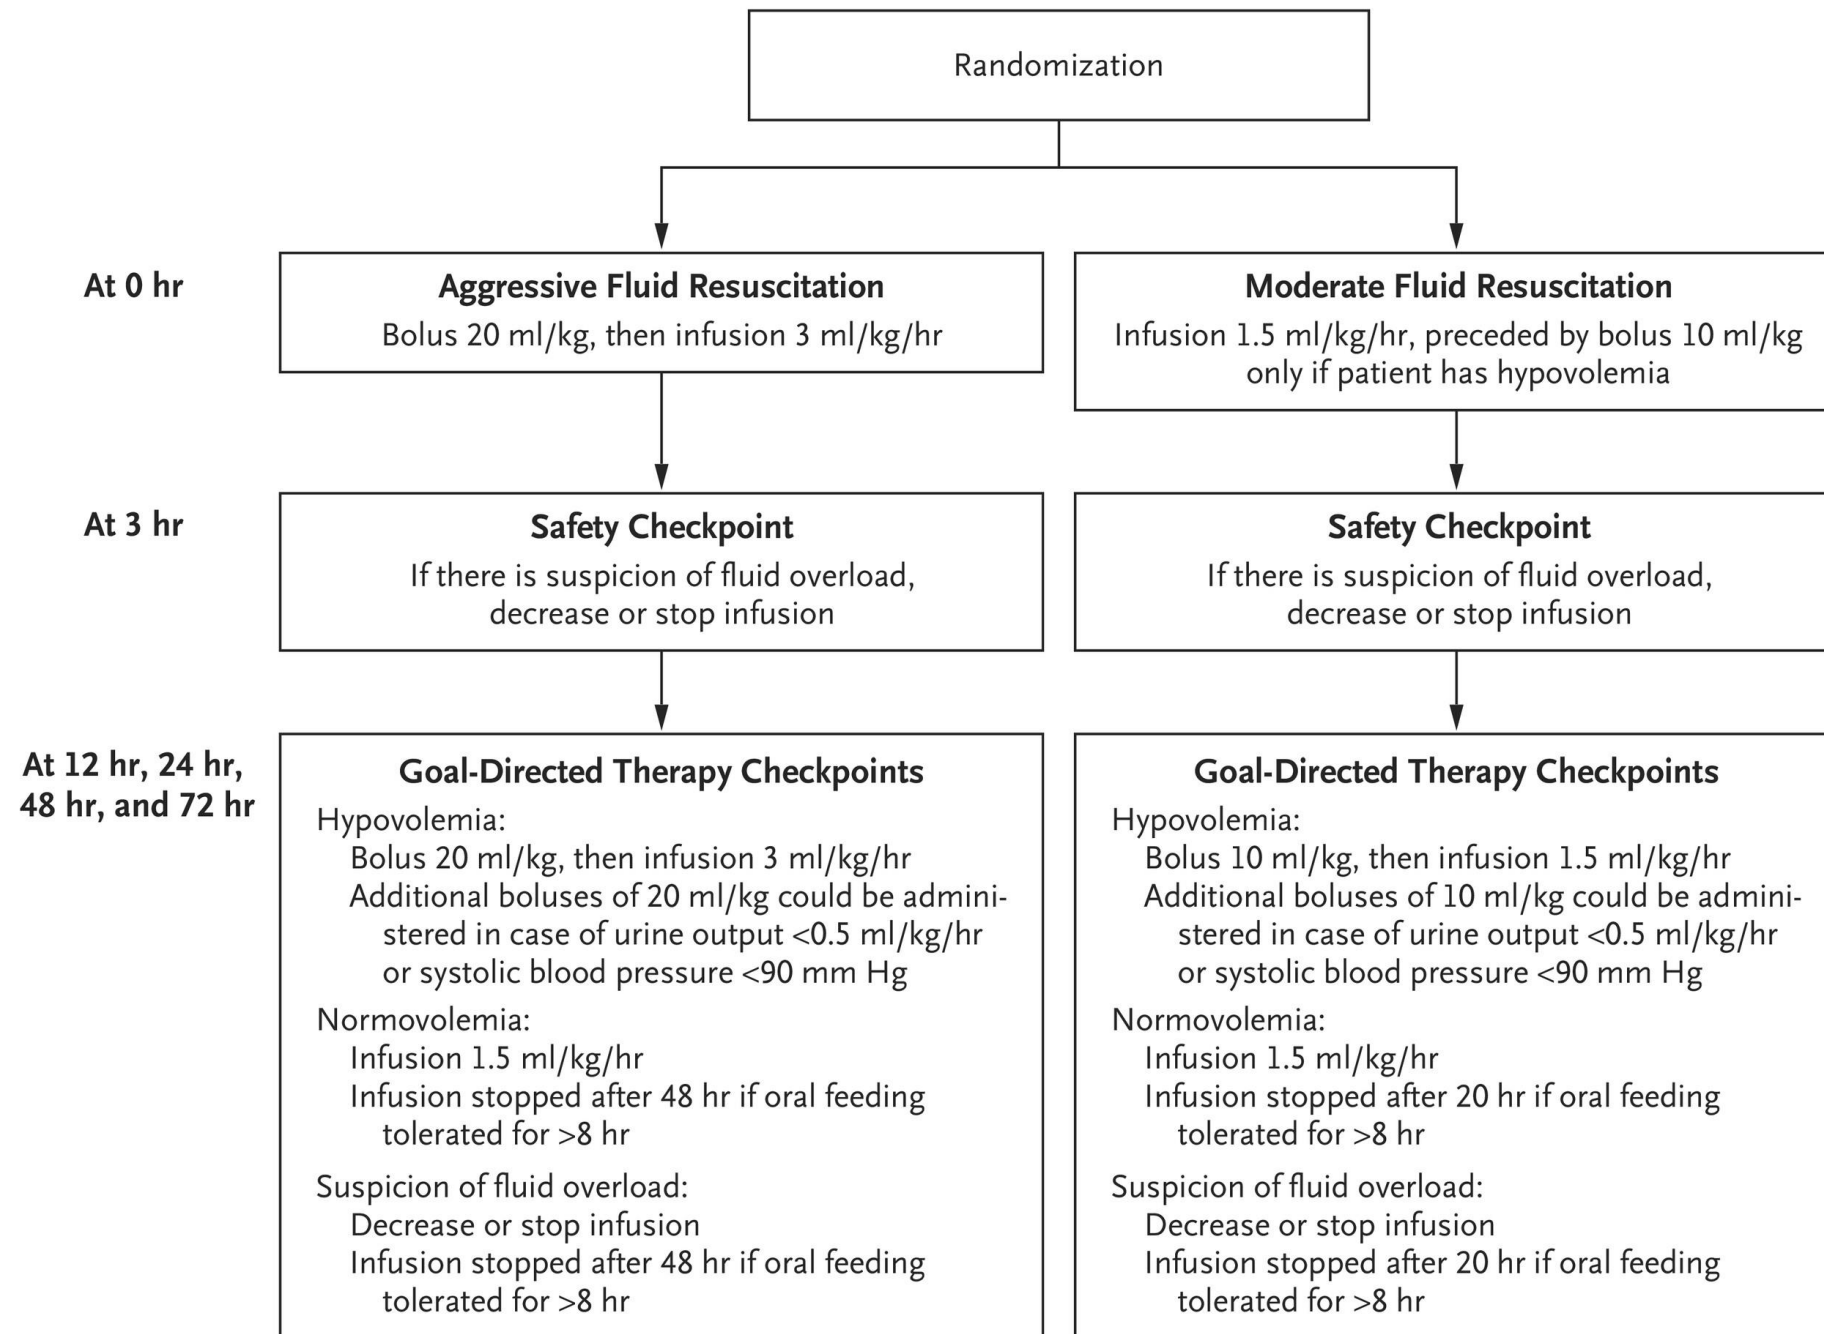 Randomization
At 0 hr
Aggressive Fluid Resuscitation
Bolus 20 ml/kg, then infusion 3 ml/kg/hr
Moderate Fluid Resuscitation
Infusion 1.5 ml/kg/hr, preceded by bolus 10 ml/kg
only if patient has hypovolemia
At 3 hr
Safety Checkpoint
If there is suspicion of fluid overload,
decrease or stop infusion
Safety Checkpoint
If there is suspicion of fluid overload,
decrease or stop infusion
At 12 hr, 24 hr,
48 hr, and 72 hr
Goal-Directed Therapy Checkpoints
Hypovolemia:
Bolus 20 ml/kg, then infusion 3 ml/kg/hr
Additional boluses of 20 ml/kg could be admini-
stered in case of urine output <0.5 ml/kg/hr
or systolic blood pressure <90 mm Hg
Normovolemia:
Infusion 1.5 ml/kg/hr
Infusion stopped after 48 hr if oral feeding
tolerated for >8 hr
Suspicion of fluid overload:
Decrease or stop infusion
Infusion stopped after 48 hr if oral feeding
tolerated for >8 hr
Goal-Directed Therapy Checkpoints
Hypovolemia:
Bolus 10 ml/kg, then infusion 1.5 ml/kg/hr
Additional boluses of 10 ml/kg could be admini-
stered in case of urine output <0.5 ml/kg/hr
or systolic blood pressure <90 mm Hg
Normovolemia:
Infusion 1.5 ml/kg/hr
Infusion stopped after 20 hr if oral feeding
tolerated for >8 hr
Suspicion of fluid overload:
Decrease or stop infusion
Infusion stopped after 20 hr if oral feeding
tolerated for >8 hr